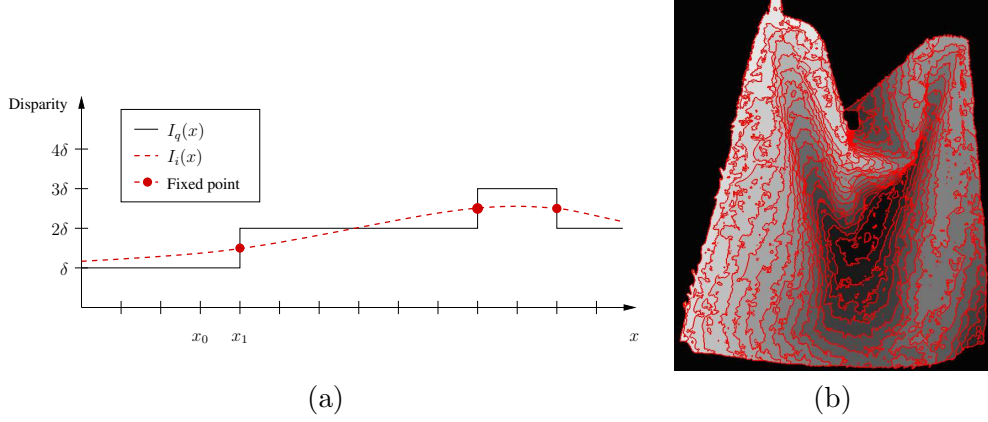 Disparity
I_q(x)
I_i(x)
Fixed point
4δ
3δ
2δ
δ
x_0 x_1 x
(a) (b)